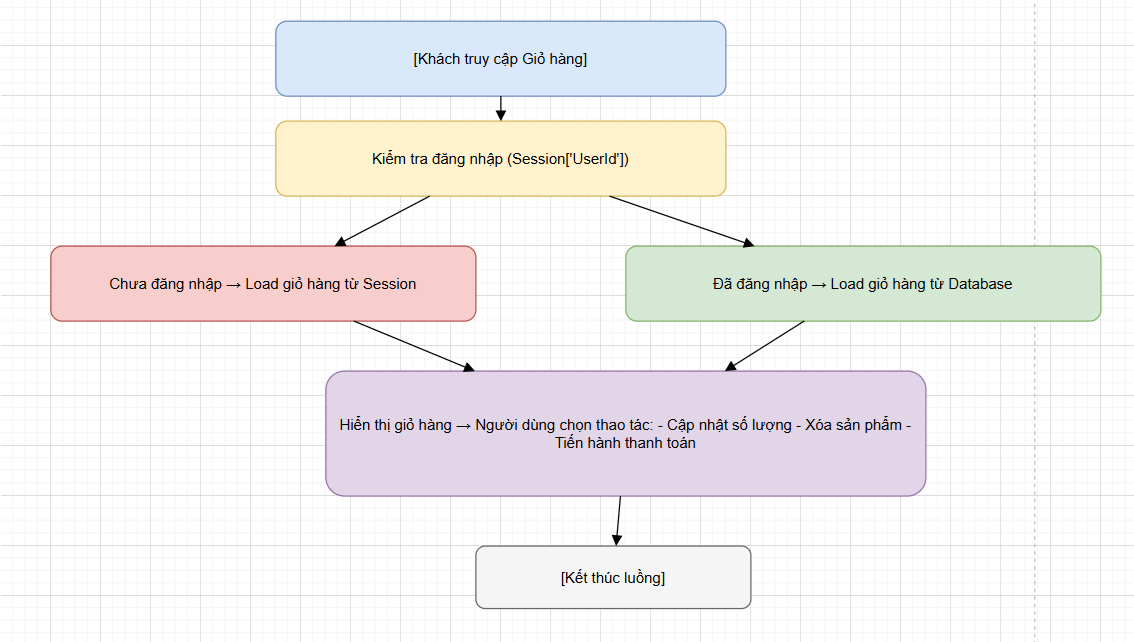 [Khách truy cập Giỏ hàng]
Kiểm tra đăng nhập (Session['UserId'])
Chưa đăng nhập → Load giỏ hàng từ Session
Đã đăng nhập → Load giỏ hàng từ Database
Hiển thị giỏ hàng → Người dùng chọn thao tác: - Cập nhật số lượng - Xóa sản phẩm -
Tiến hành thanh toán
[Kết thúc luồng]